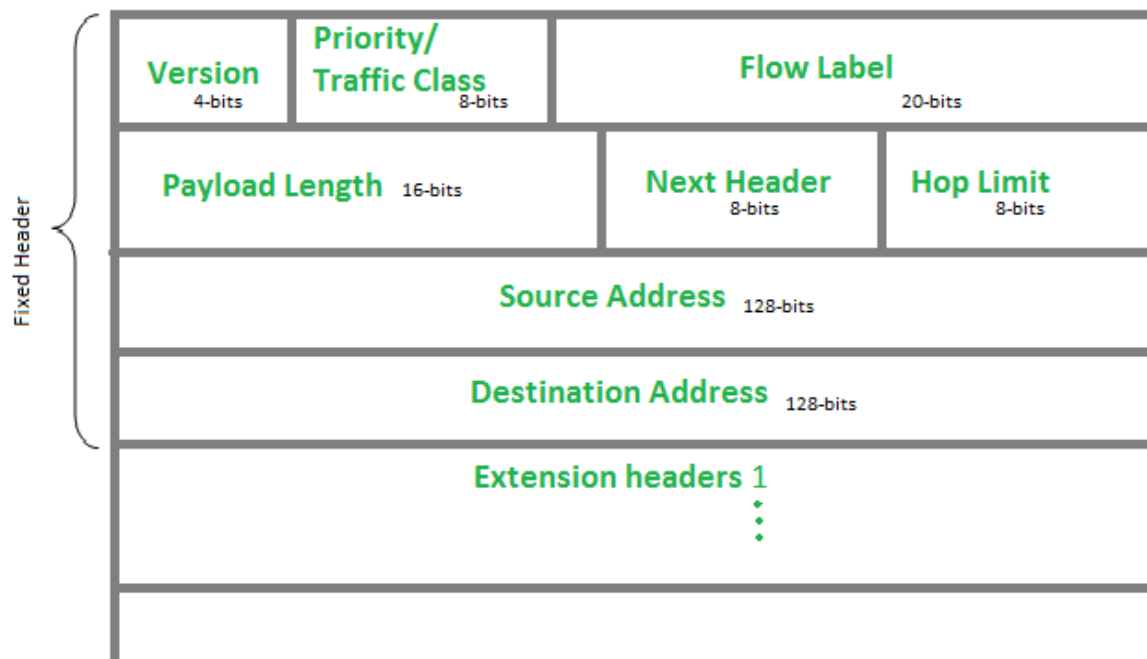 Fixed Header
Priority/
Version Traffic Class Flow Label
4-bits 8-bits 20-bits
Payload Length 16-bits Next Header Hop Limit
8-bits 8-bits
Source Address 128-bits
Destination Address 128-bits
Extension headers 1